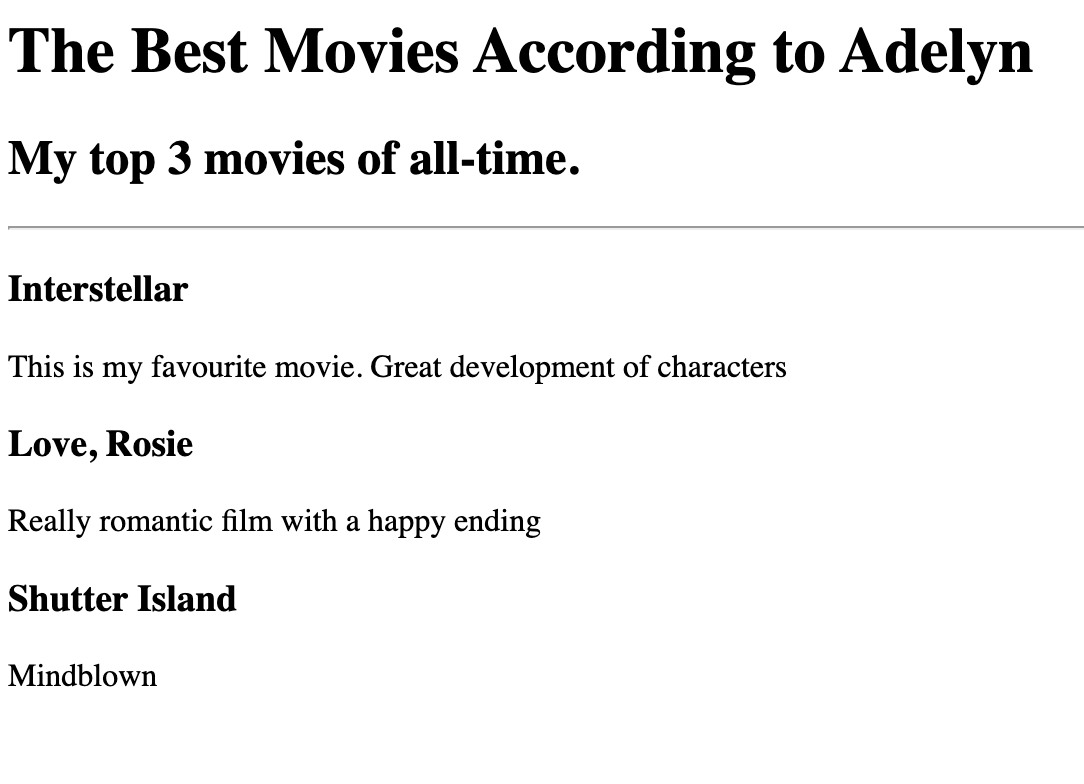 The Best Movies According to Adelyn
My top 3 movies of all-time.
Interstellar
This is my favourite movie. Great development of characters
Love, Rosie
Really romantic film with a happy ending
Shutter Island
Mindblown